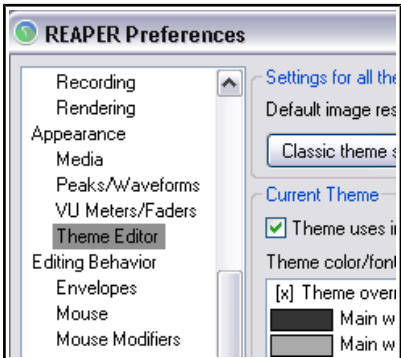 REAPER Preferences
Recording
Rendering
Appearance
Media
Peaks/Waveforms
VU Meters/Faders
Theme Editor
Editing Behavior
Envelopes
Mouse
Mouse Modifiers
Settings for all the
Default image res
Classic theme s
Current Theme
Theme uses i
Theme color/font
[x] Theme overr
Main w
Main w